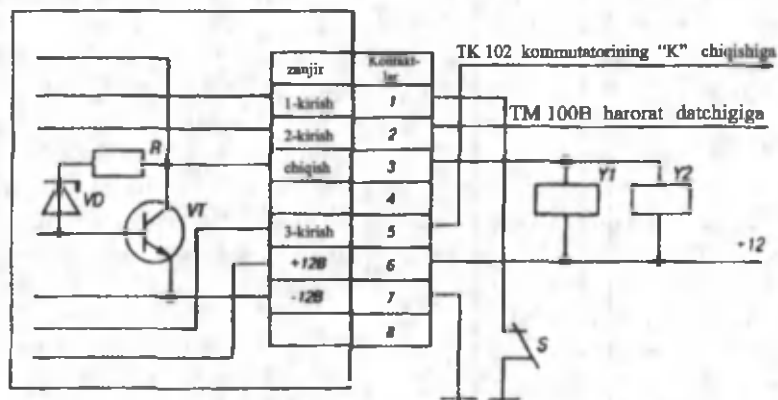 TK 102 kommutatorining “K” chiqishiga
zanjir
Kontakt-
lar
1-kirish
1
TM 100B harorat datchigiga
2-kirish
2
R
chiqish
3
Y1
Y2
VD
VT
4
3-kirish
5
+12B
6
+12
-12B
7
8
S